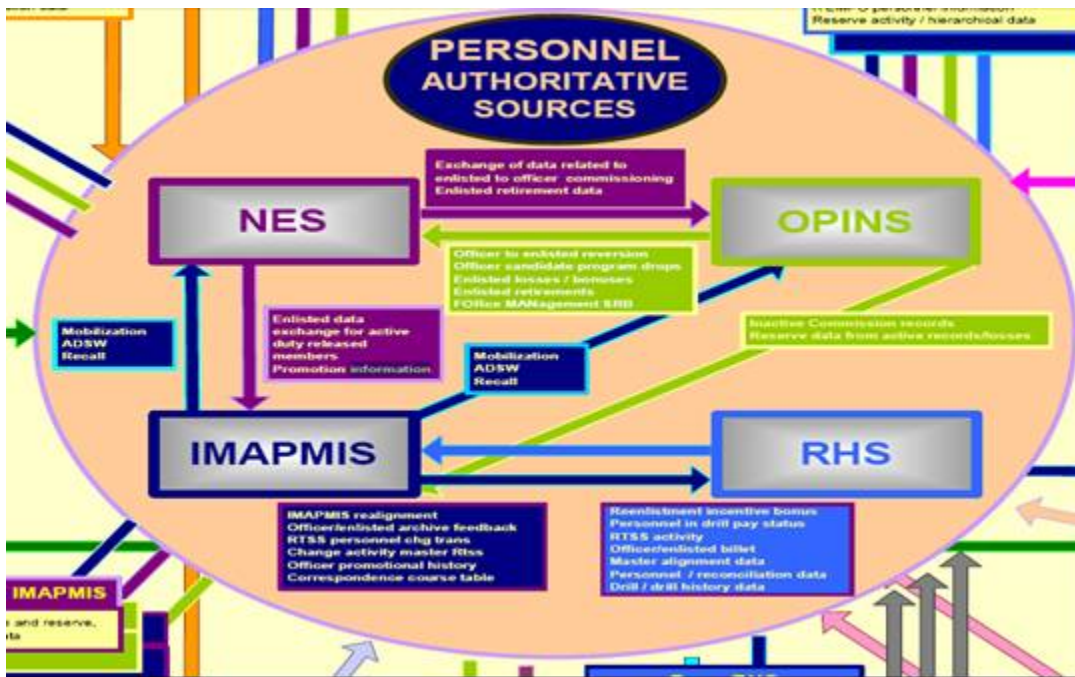 Reserve activity / hierarchical data
PERSONNEL
AUTHORITATIVE
SOURCES
Exchange of data related to
enlisted to officer commissioning
Enlisted retirement data
NES
OPINS
Officer to enlisted reversion
Officer candidate program drops
Enlisted losses / bonuses
Enlisted retirements
FORce MANagement SRB
Mobilization
ADSW
Recall
Enlisted data
exchange for active
duty released
members
Promotion information.
Mobilization
ADSW
Recall
Inactive Commission records
Reserve data from active records/losses
IMAPMIS
RHS
IMAPMIS realignment
Officer/enlisted archive feedback
RTSS personnel chg trans
Change activity master Rtss
Officer promotional history
Correspondence course table
Reenlistment incentive bonus
Personnel in drill pay status
RTSS activity
Officer/enlisted billet
Master alignment data
Personnel / reconciliation data
Drill / drill history data
IMAPMIS
and reserve,